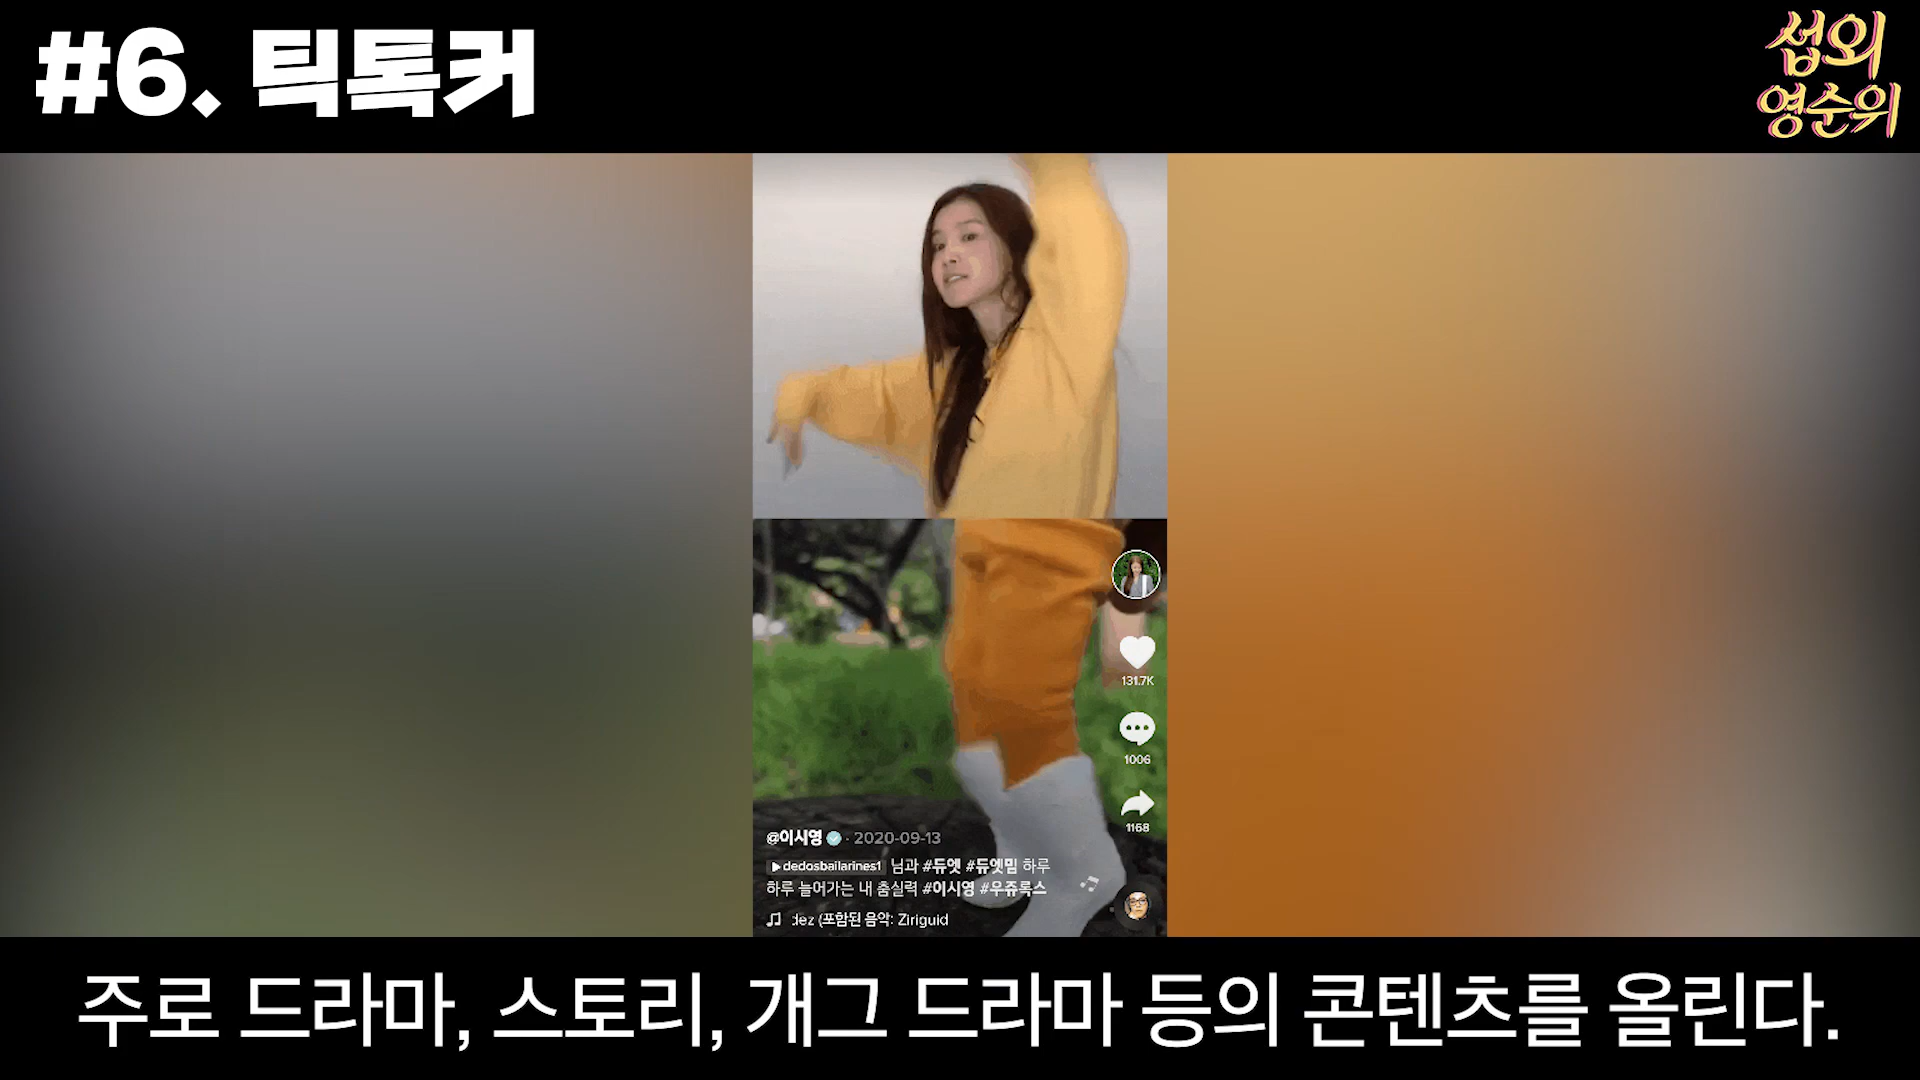 #6. 틱톡커
섭외
영순위
131.7K
1006
1168
@이시영 · 2020-09-13
dedosbailarines1 님과 #듀엣 #듀엣밈 하루
하루 늘어가는 내 춤실력 #이시영 #우쥬록스
dez (포함된 음악: Ziriguid
주로 드라마, 스토리, 개그 드라마 등의 콘텐츠를 올린다.